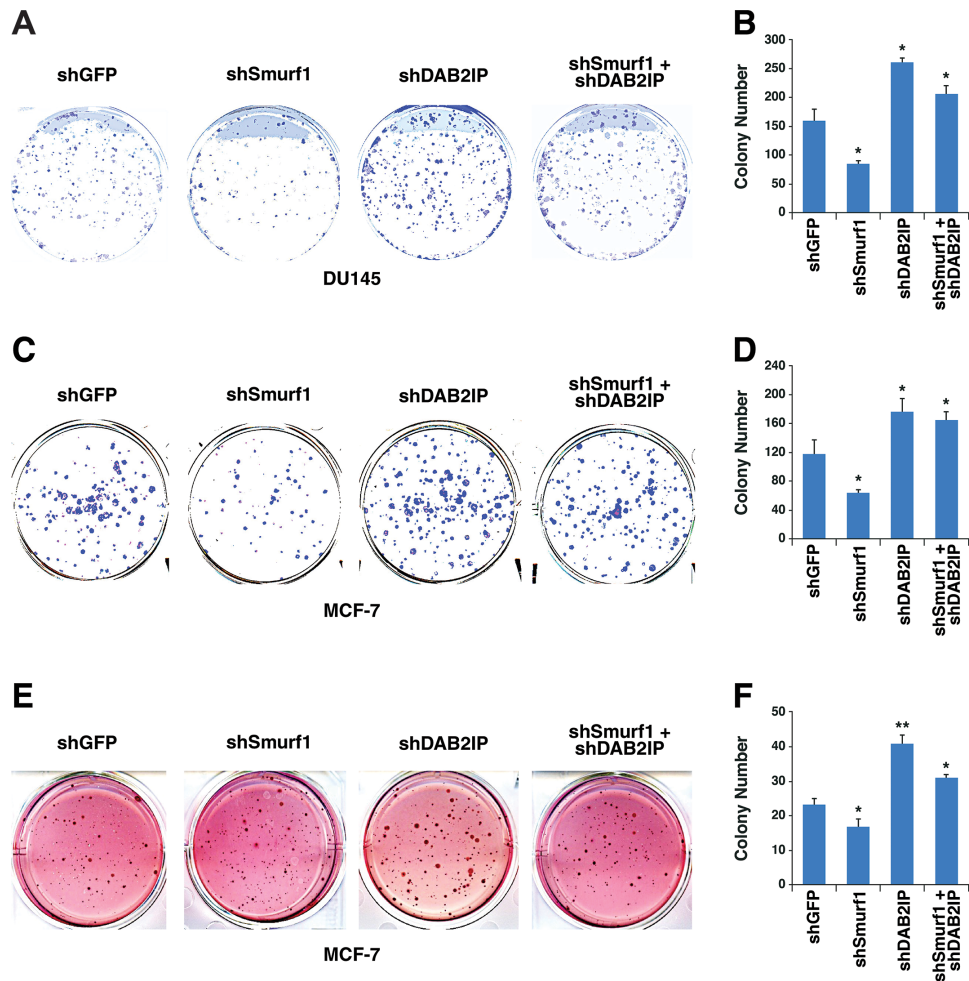 A
shGFP
shSmurf1
shDAB2IP
shSmurf1 +
shDAB2IP
DU145
B
Colony Number
300
250
200
150
100
50
0
*
*
*
shGFP
shSmurf1
shDAB2IP
shSmurf1 +
shDAB2IP
C
shGFP
shSmurf1
shDAB2IP
shSmurf1 +
shDAB2IP
MCF-7
D
Colony Number
240
200
160
120
80
40
0
*
*
*
shGFP
shSmurf1
shDAB2IP
shSmurf1 +
shDAB2IP
E
shGFP
shSmurf1
shDAB2IP
shSmurf1 +
shDAB2IP
MCF-7
F
Colony Number
50
40
30
20
10
0
*
**
*
shGFP
shSmurf1
shDAB2IP
shSmurf1 +
shDAB2IP